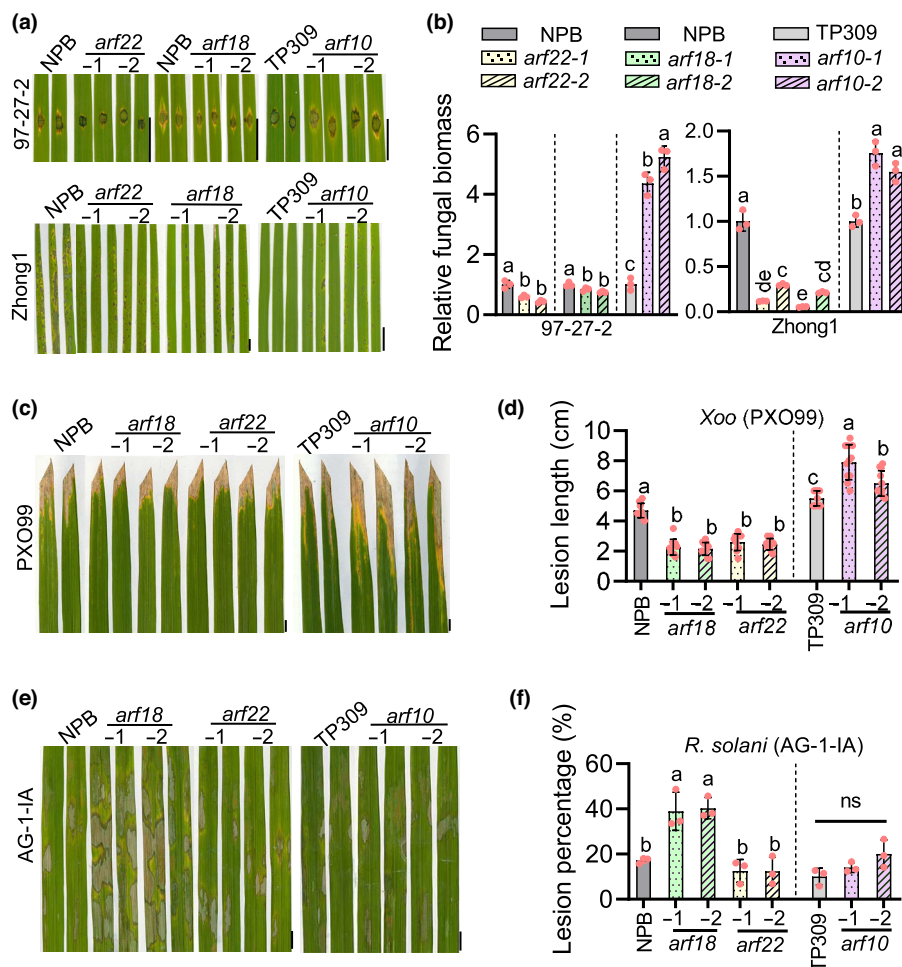 (a)
NPB arf22 NPB arf18 TP309 arf10
−1 −2 −1 −2 −1 −2
97-27-2
NPB arf22 arf18 TP309 arf10
−1 −2 −1 −2 −1 −2
Zhong1
(b)
NPB NPB TP309
arf22-1 arf18-1 arf10-1
arf22-2 arf18-2 arf10-2
Relative fungal biomass
6
4
2
0
a b b a b b c b a
97-27-2
2.0
1.5
1.0
0.5
0.0
a de c e cd b a a
Zhong1
(c)
NPB arf18 arf22 TP309 arf10
−1 −2 −1 −2 −1 −2
PXO99
(d)
Xoo (PXO99)
Lesion length (cm)
10
8
6
4
2
0
a b b b b c a b
NPB −1 −2 −1 −2 TP309 −1 −2
arf18 arf22 arf10
(e)
NPB arf18 arf22 TP309 arf10
−1 −2 −1 −2 −1 −2
AG-1-IA
(f)
R. solani (AG-1-IA)
Lesion percentage (%)
60
40
20
0
b a a b b ns
NPB −1 −2 −1 −2 TP309 −1 −2
arf18 arf22 arf10